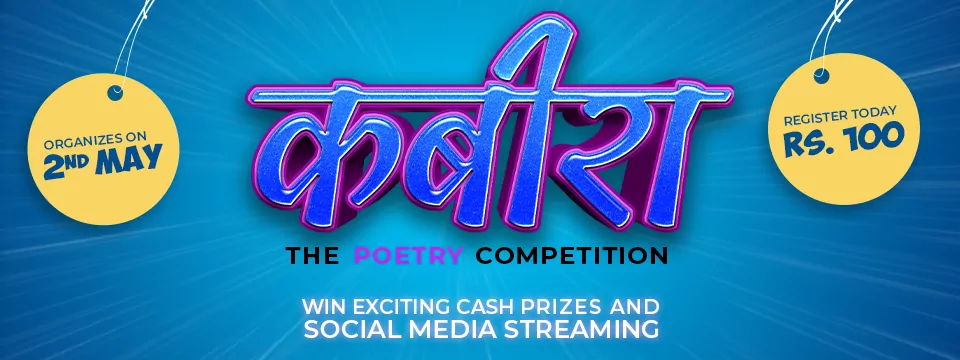 ORGANIZES ON
2ND MAY
कबीरा
REGISTER TODAY
RS. 100
THE POETRY COMPETITION
WIN EXCITING CASH PRIZES AND
SOCIAL MEDIA STREAMING